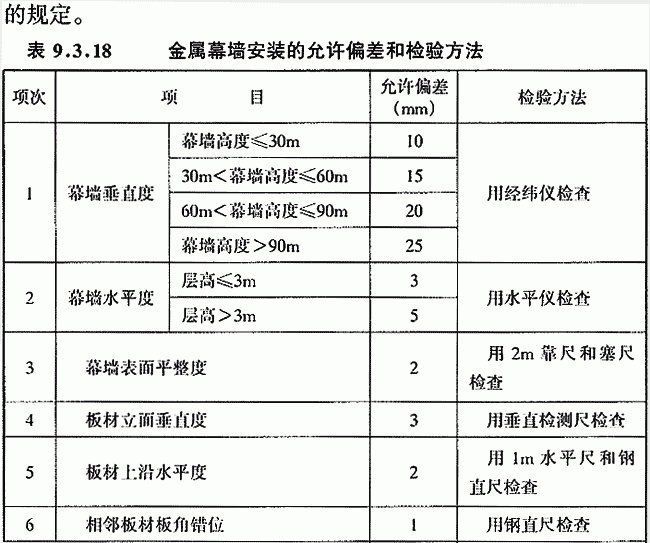 的规定。
表 9.3.18 金属幕墙安装的允许偏差和检验方法
项次 项 目 允许偏差（mm） 检验方法
1 幕墙垂直度 幕墙高度≤30m 10 用经纬仪检查
30m<幕墙高度≤60m 15
60m<幕墙高度≤90m 20
幕墙高度>90m 25
2 幕墙水平度 层高≤3m 3 用水平仪检查
层高>3m 5
3 幕墙表面平整度 2 用 2m 靠尺和塞尺
检查
4 板材立面垂直度 3 用垂直检测尺检查
5 板材上沿水平度 2 用 1m 水平尺和钢
直尺检查
6 相邻板材板角错位 1 用钢直尺检查